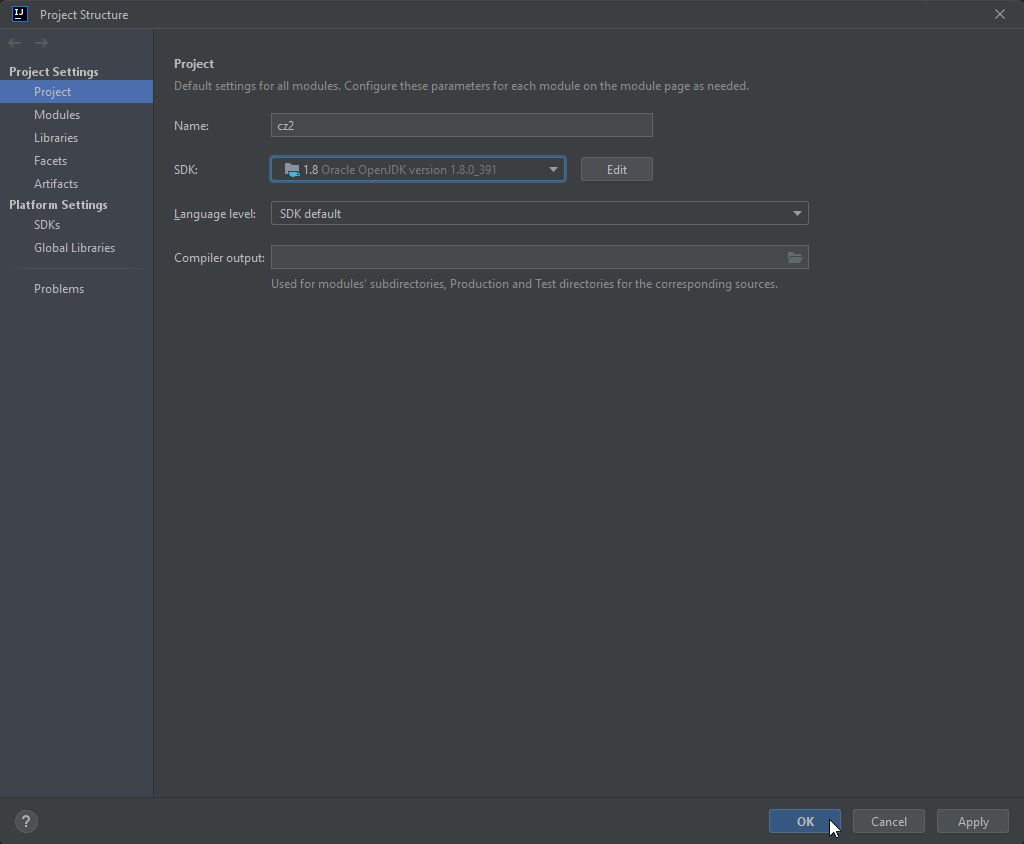 IJ Project Structure
Project Settings
Project
Modules
Libraries
Facets
Artifacts
Platform Settings
SDKs
Global Libraries
Problems
Project
Default settings for all modules. Configure these parameters for each module on the module page as needed.
Name: cz2
SDK: 1.8 Oracle OpenJDK version 1.8.0_391 Edit
Language level: SDK default
Compiler output:
Used for modules' subdirectories, Production and Test directories for the corresponding sources.
? OK Cancel Apply